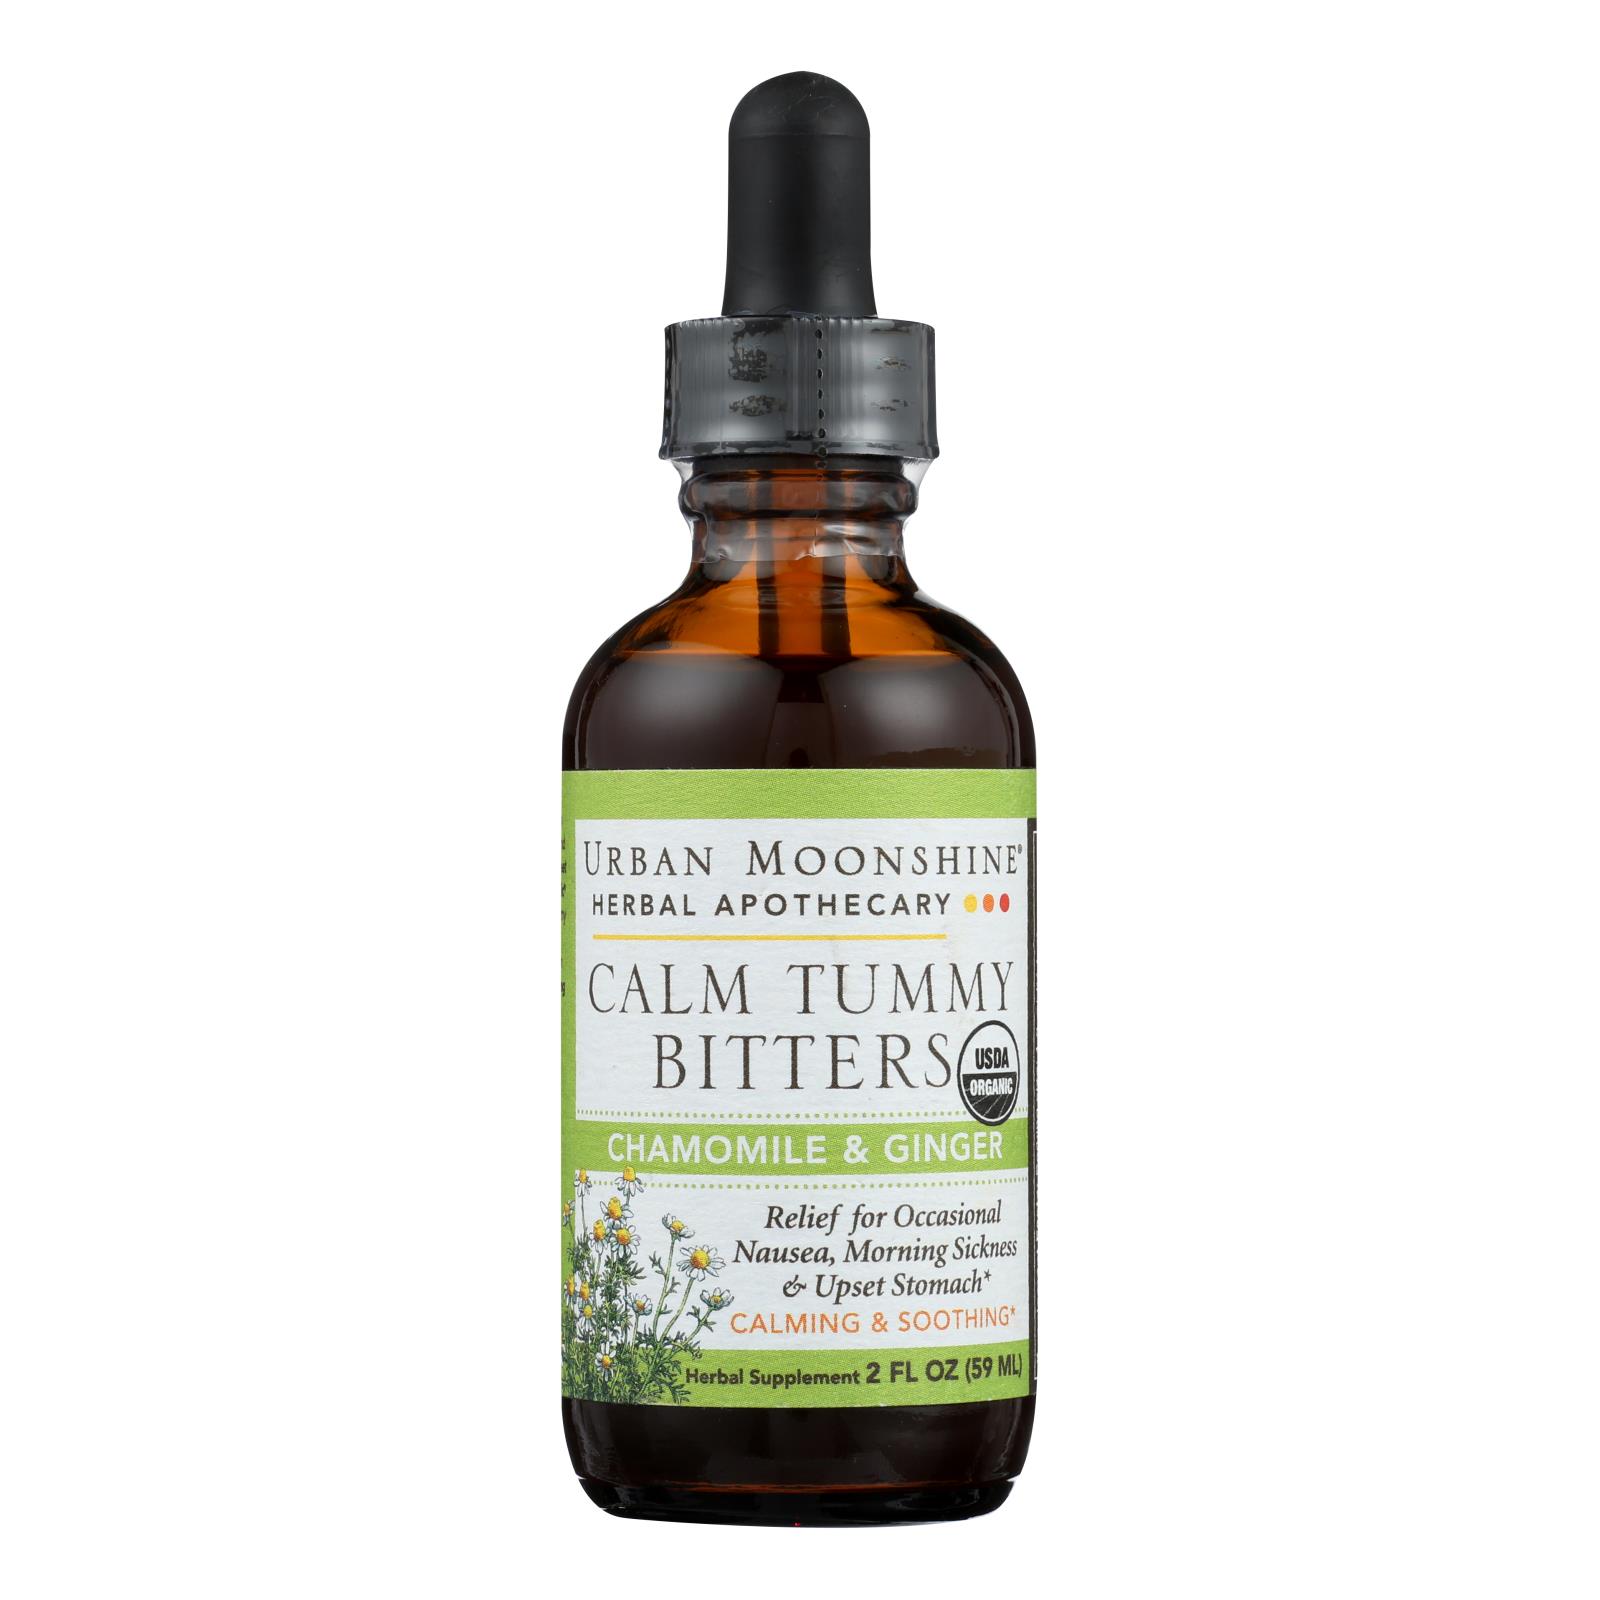 URBAN MOONSHINE®
HERBAL APOTHECARY
CALM TUMMY
BITTERS
USDA
ORGANIC
CHAMOMILE & GINGER
Relief for Occasional
Nausea, Morning Sickness
& Upset Stomach*
CALMING & SOOTHING*
Herbal Supplement 2 FL OZ (59 ML)